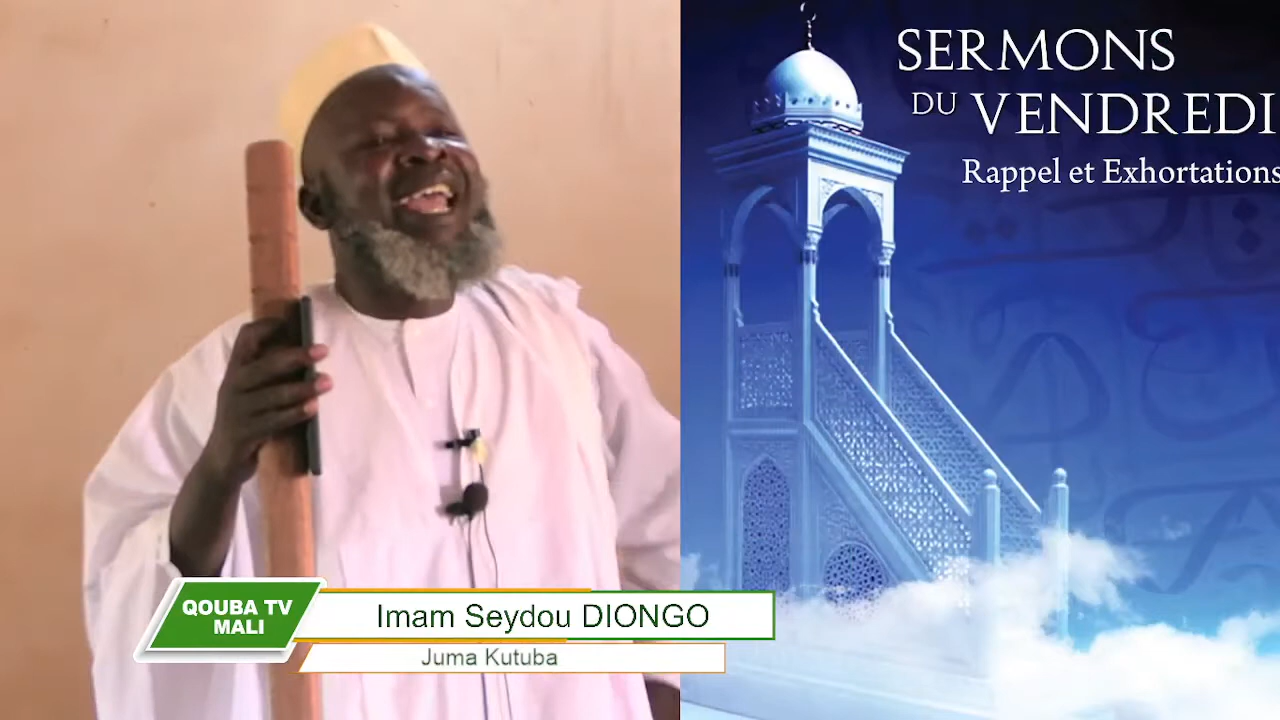 SERMONS
DU VENDREDI
Rappel et Exhortations
QOUBA TV
MALI
Imam Seydou DIONGO
Juma Kutuba